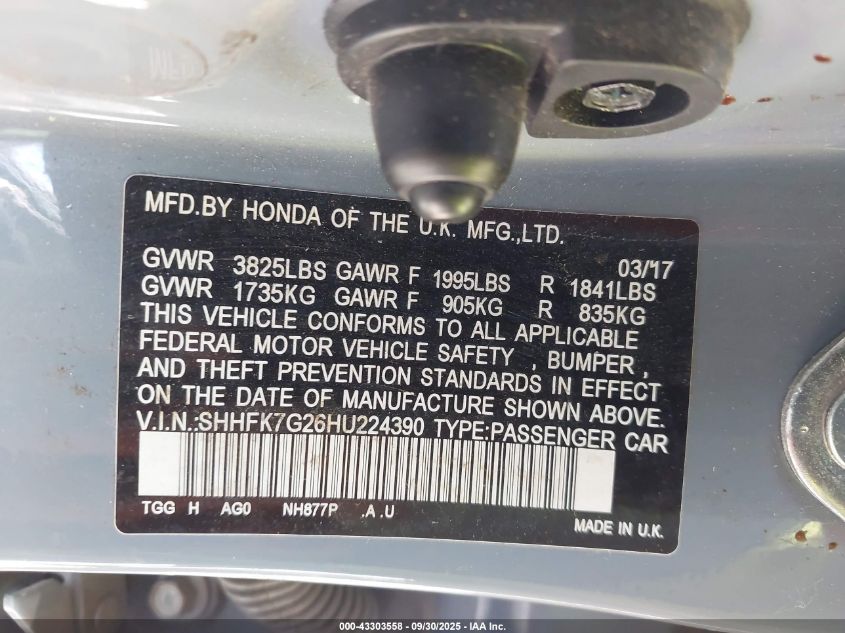 MFD.BY HONDA OF THE U.K. MFG.,LTD.
03/17
GVWR 3825LBS GAWR F 1995LBS R 1841LBS
GVWR 1735KG GAWR F 905KG R 835KG
THIS VEHICLE CONFORMS TO ALL APPLICABLE
FEDERAL MOTOR VEHICLE SAFETY , BUMPER ,
AND THEFT PREVENTION STANDARDS IN EFFECT
ON THE DATE OF MANUFACTURE SHOWN ABOVE.
V.I.N.:SHHFK7G26HU224390 TYPE:PASSENGER CAR
TGG H AG0 NH877P .A .U
MADE IN U.K.
000-43303558 - 09/30/2025 - IAA Inc.